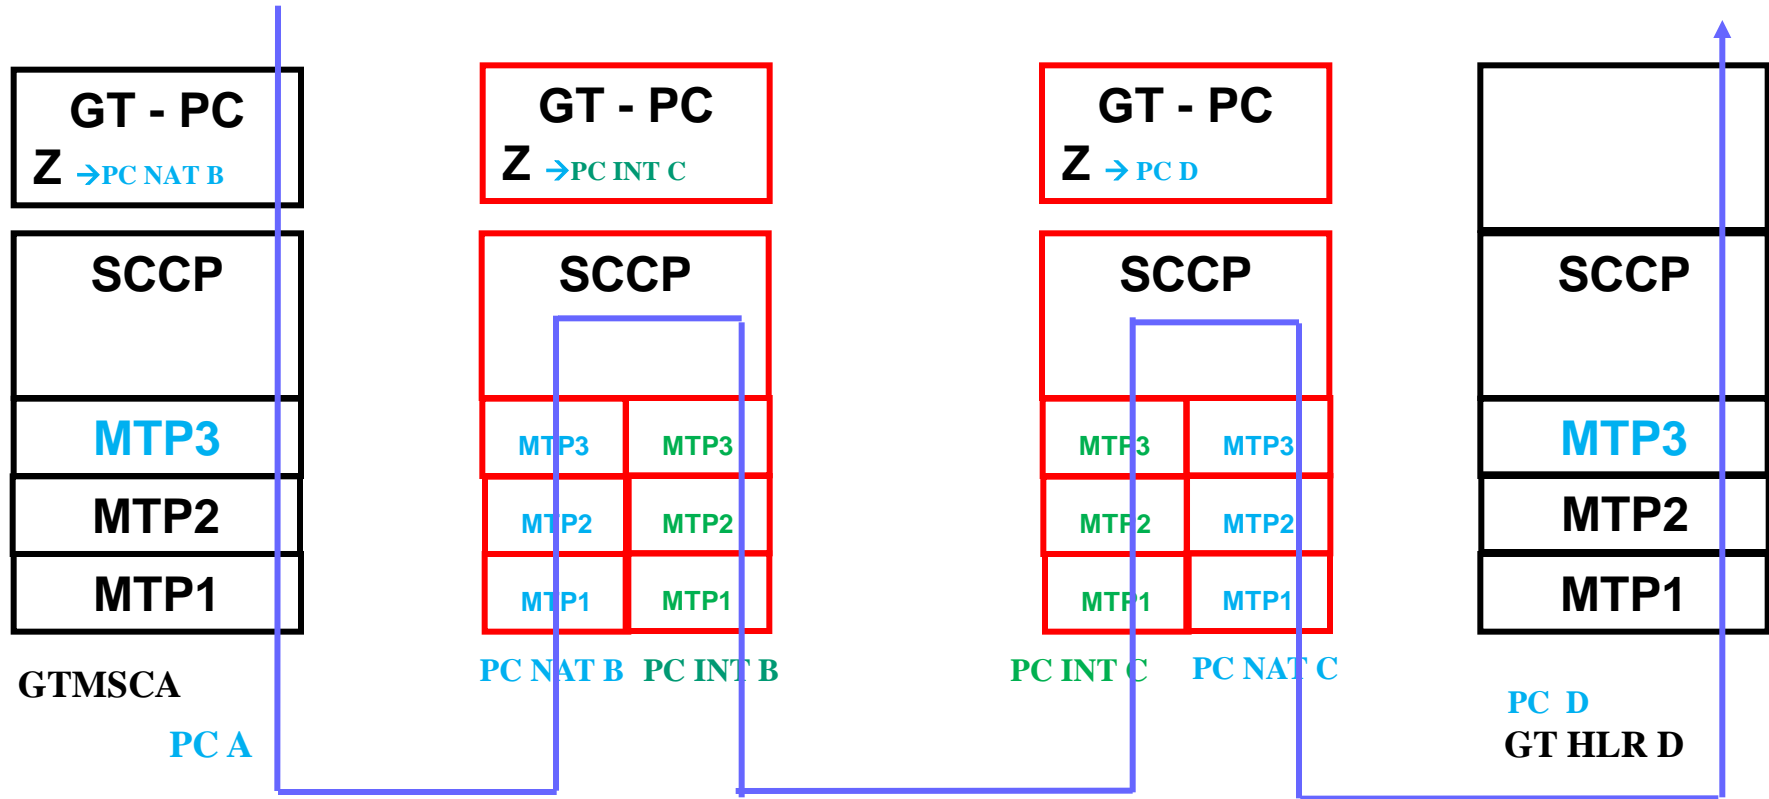 GT - PC
Z →PC NAT B
SCCP
MTP3
MTP2
MTP1
GTMSCA
PC A
GT - PC
Z →PC INT C
SCCP
MTP3 MTP3
MTP2 MTP2
MTP1 MTP1
PC NAT B PC INT B
GT - PC
Z → PC D
SCCP
MTP3 MTP3
MTP2 MTP2
MTP1 MTP1
PC INT C PC NAT C
SCCP
MTP3
MTP2
MTP1
PC D
GT HLR D